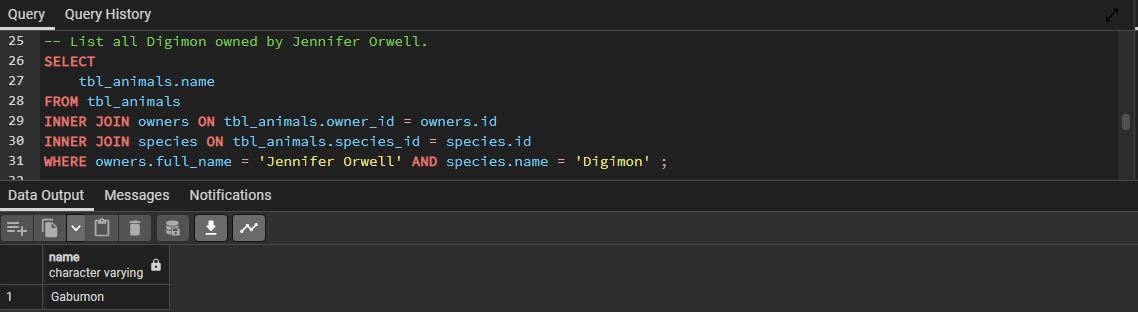 Query Query History
25 -- List all Digimon owned by Jennifer Orwell.
26 SELECT
27 tbl_animals.name
28 FROM tbl_animals
29 INNER JOIN owners ON tbl_animals.owner_id = owners.id
30 INNER JOIN species ON tbl_animals.species_id = species.id
31 WHERE owners.full_name = 'Jennifer Orwell' AND species.name = 'Digimon' ;
Data Output Messages Notifications
name
character varying
1 Gabumon